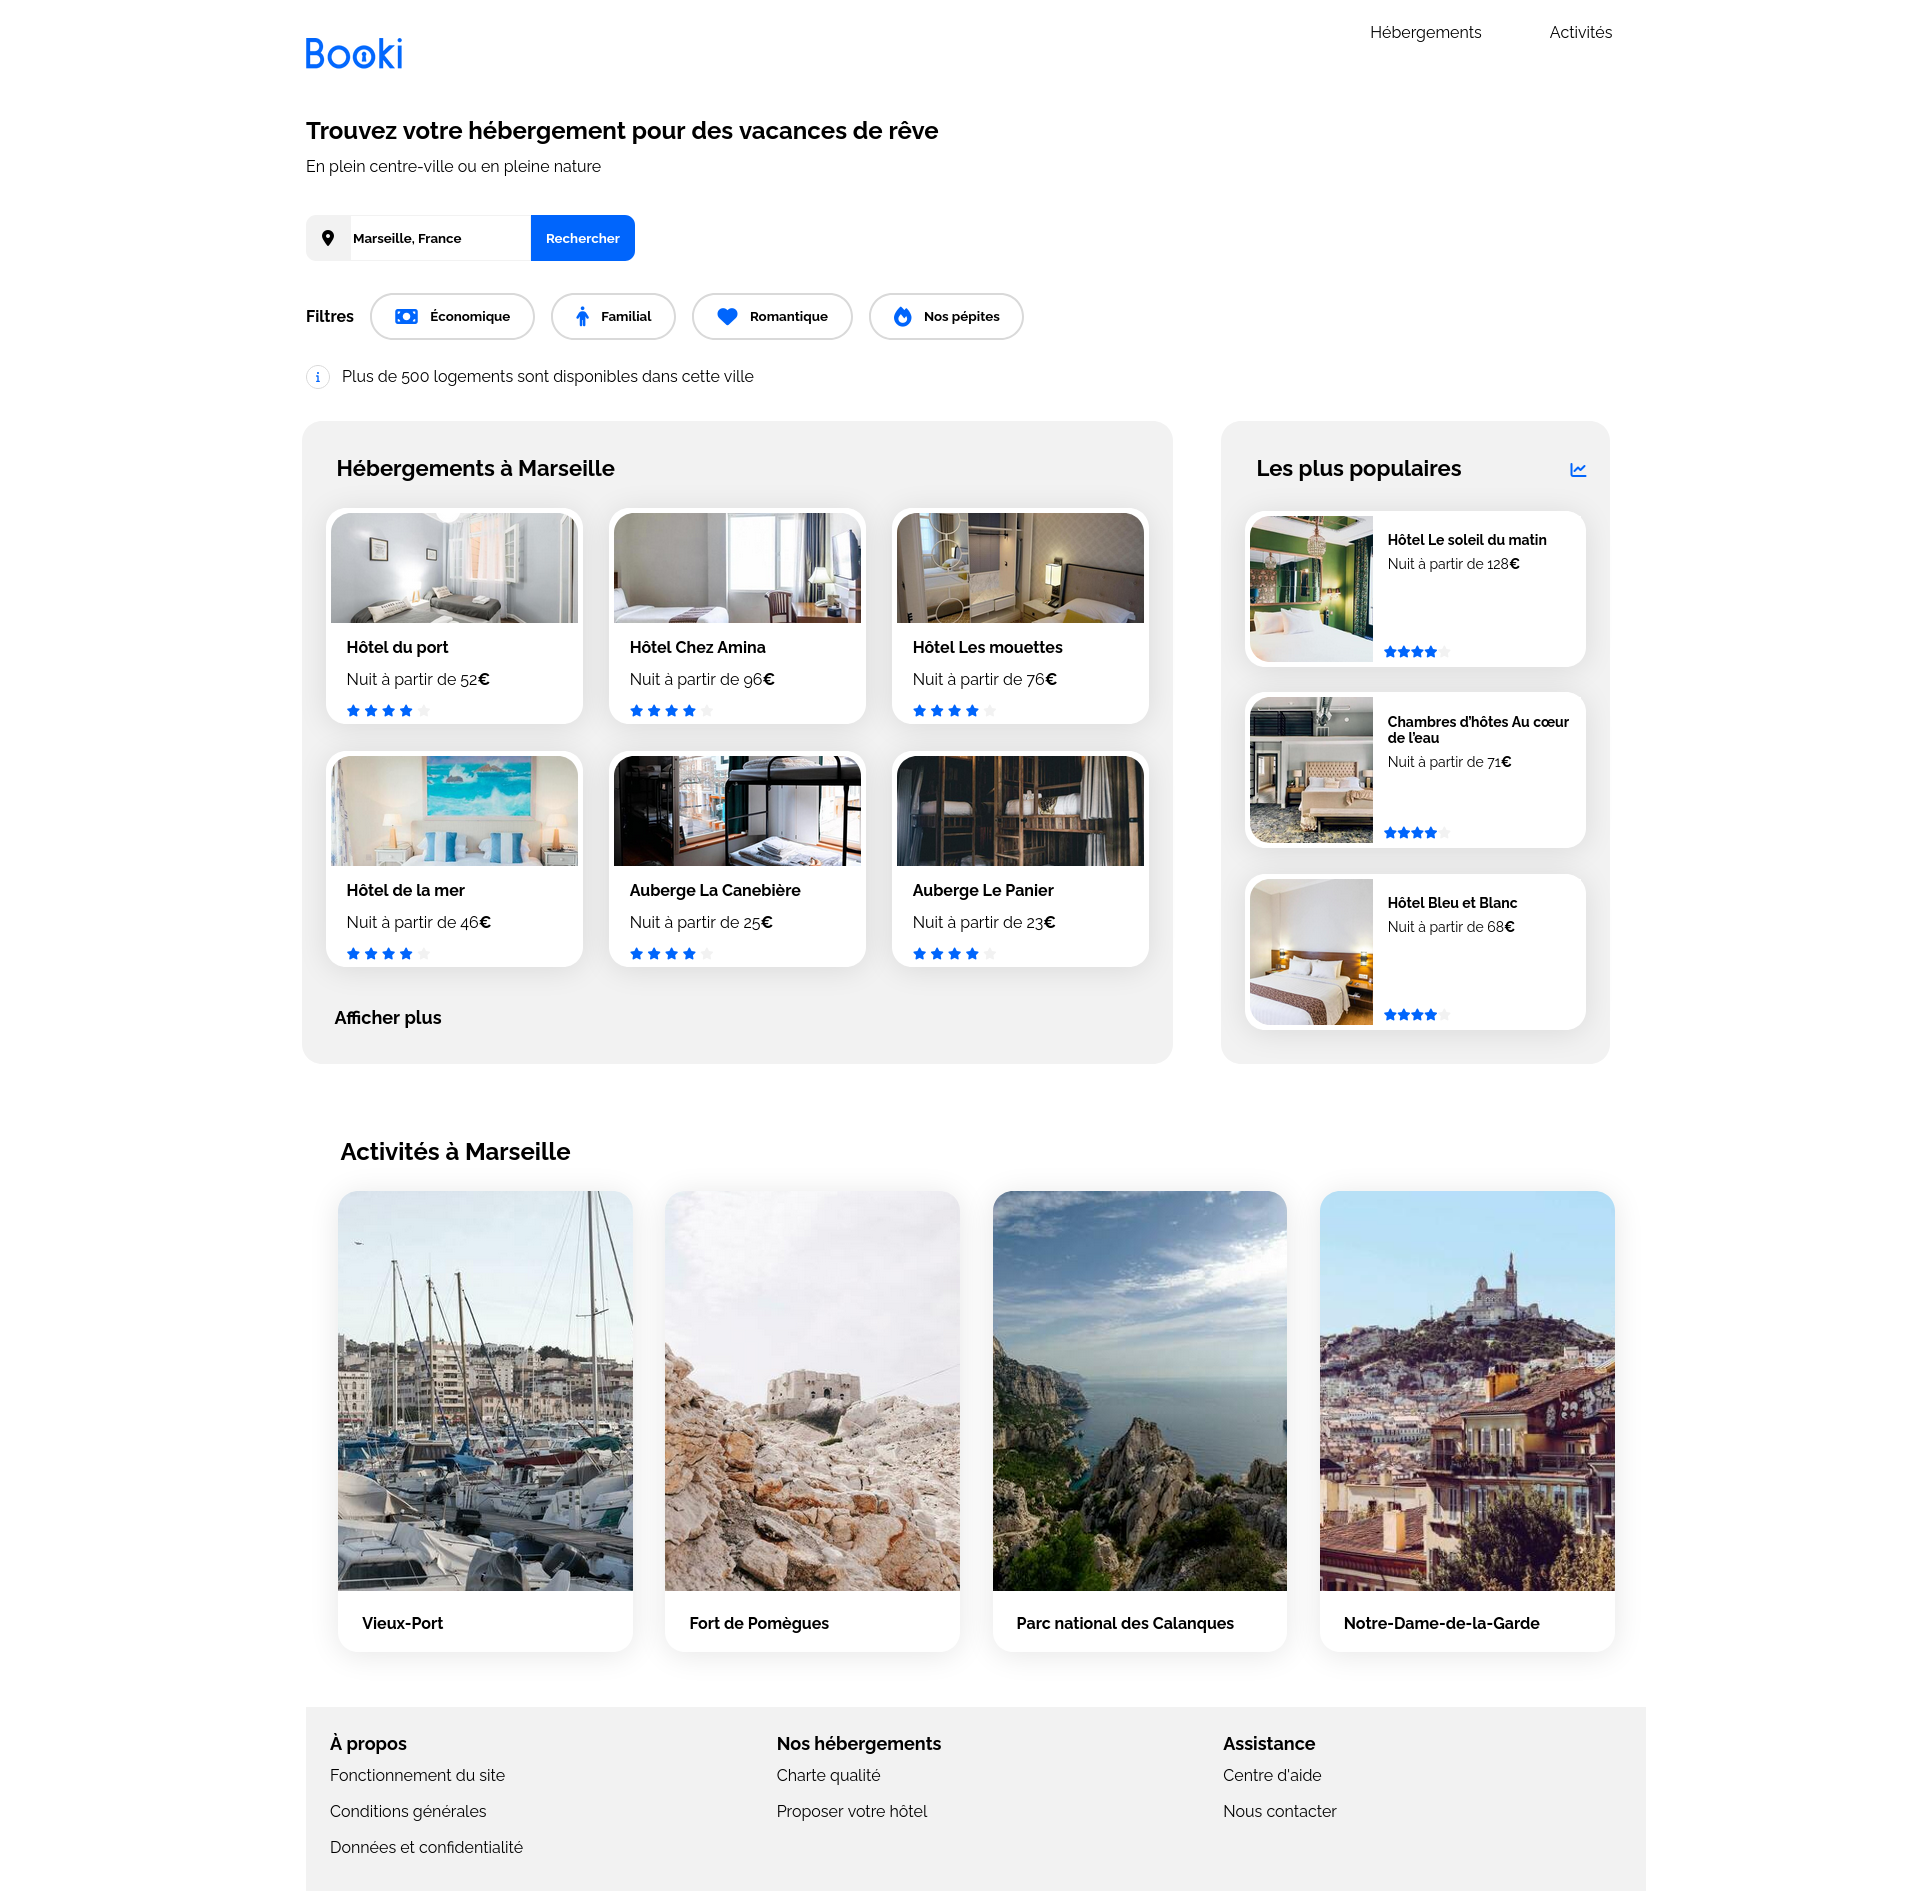 Booki
Hébergements
Activités
Trouvez votre hébergement pour des vacances de rêve
En plein centre-ville ou en pleine nature
Marseille, France
Rechercher
Filtres
Économique
Familial
Romantique
Nos pépites
Plus de 500 logements sont disponibles dans cette ville
Hébergements à Marseille
Hôtel du port
Nuit à partir de 52€
Hôtel Chez Amina
Nuit à partir de 96€
Hôtel Les mouettes
Nuit à partir de 76€
Hôtel de la mer
Nuit à partir de 46€
Auberge La Canebière
Nuit à partir de 25€
Auberge Le Panier
Nuit à partir de 23€
Afficher plus
Les plus populaires
Hôtel Le soleil du matin
Nuit à partir de 128€
Chambres d’hôtes Au cœur
de l’eau
Nuit à partir de 71€
Hôtel Bleu et Blanc
Nuit à partir de 68€
Activités à Marseille
Vieux-Port
Fort de Pomègues
Parc national des Calanques
Notre-Dame-de-la-Garde
À propos
Fonctionnement du site
Conditions générales
Données et confidentialité
Nos hébergements
Charte qualité
Proposer votre hôtel
Assistance
Centre d'aide
Nous contacter